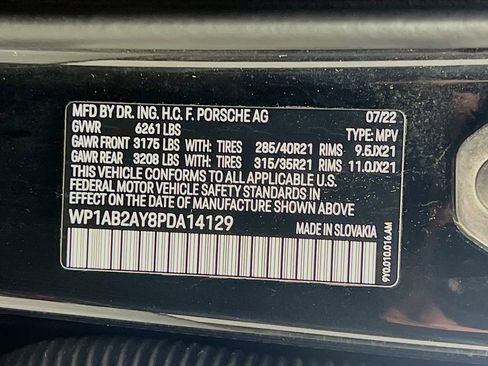 MFD BY DR. ING. H.C. F. PORSCHE AG 07/22
GVWR 6261 LBS TYPE: MPV
GAWR FRONT 3175 LBS WITH: TIRES 285/40R21 RIMS 9.5JX21
GAWR REAR 3208 LBS WITH: TIRES 315/35R21 RIMS 11.0JX21
THIS VEHICLE CONFORMS TO ALL APPLICABLE U.S.
FEDERAL MOTOR VEHICLE SAFETY STANDARDS IN
EFFECT ON THE DATE OF MANUFACTURE SHOWN ABOVE.
WP1AB2AY8PDA14129 MADE IN SLOVAKIA
9Y0.010.016.AM